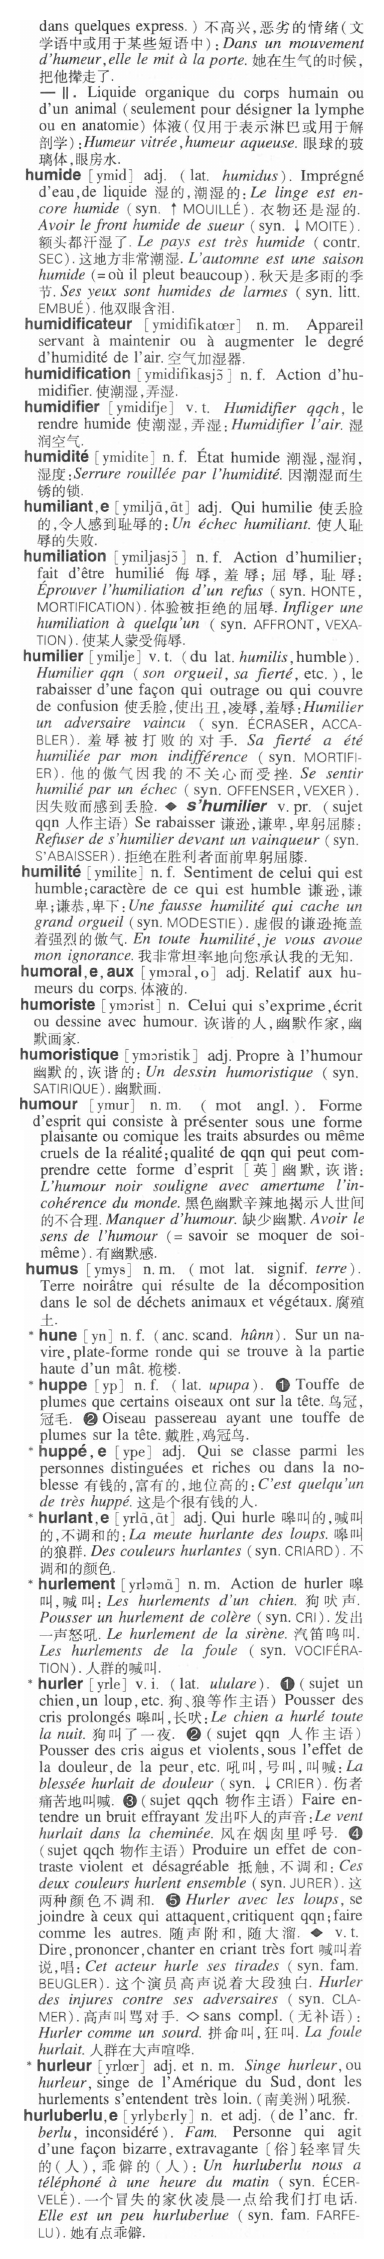 dans quelques express.) 不高兴,恶劣的情绪(文
学语中或用于某些短语中): Dans un mouvement
d'humeur, elle le mit à la porte. 她在生气的时候,
把他撵走了.
— Ⅱ. Liquide organique du corps humain ou
d'un animal (seulement pour désigner la lymphe
ou en anatomie) 体液(仅用于表示淋巴或用于解
剖学): Humeur vitrée, humeur aqueuse. 眼球的玻
璃体,眼房水.
humide [ymid] adj. (lat. humidus). Imprégné
d'eau, de liquide 湿的,潮湿的: Le linge est en-
core humide (syn. ↑ MOUILLÉ). 衣物还是湿的.
Avoir le front humide de sueur (syn. ↓ MOITE).
额头都汗湿了. Le pays est très humide (contr.
SEC). 这地方非常潮湿. L'automne est une saison
humide (=où il pleut beaucoup). 秋天是多雨的季
节. Ses yeux sont humides de larmes (syn. litt.
EMBUÉ). 他双眼含泪.
humidificateur [ymidifikatœr] n. m. Appareil
servant à maintenir ou à augmenter le degré
d'humidité de l'air. 空气加湿器.
humidification [ymidifikasjɔ̃] n. f. Action d'hu-
midifier. 使潮湿,弄湿.
humidifier [ymidifje] v. t. Humidifier qqch, le
rendre humide 使潮湿,弄湿: Humidifier l'air. 湿
润空气.
humidité [ymidite] n. f. État humide 潮湿,湿润,
湿度: Serrure rouillée par l'humidité. 因潮湿而生
锈的锁.
humiliant, e [ymiljɑ̃, ɑ̃t] adj. Qui humilie 使丢脸
的,令人感到耻辱的: Un échec humiliant. 使人耻
辱的失败.
humiliation [ymiljasjɔ̃] n. f. Action d'humilier;
fait d'être humilié 侮辱,羞辱;屈辱,耻辱:
Éprouver l'humiliation d'un refus (syn. HONTE,
MORTIFICATION). 体验被拒绝的屈辱. Infliger une
humiliation à quelqu'un (syn. AFFRONT, VEXA-
TION). 使某人蒙受侮辱.
humilier [ymilje] v. t. (du lat. humilis, humble).
Humilier qqn (son orgueil, sa fierté, etc.), le
rabaisser d'une façon qui outrage ou qui couvre
de confusion 使丢脸,使出丑,凌辱,羞辱: Humilier
un adversaire vaincu (syn. ÉCRASER, ACCA-
BLER). 羞辱被打败的对手. Sa fierté a été
humiliée par mon indifférence (syn. MORTIFI-
ER). 他的傲气因我的不关心而受挫. Se sentir
humilié par un échec (syn. OFFENSER, VEXER).
因失败而感到丢脸. ◆ s'humilier v. pr. (sujet
qqn 人作主语) Se rabaisser 谦逊,谦卑,卑躬屈膝:
Refuser de s'humilier devant un vainqueur (syn.
S'ABAISSER). 拒绝在胜利者面前卑躬屈膝.
humilité [ymilite] n. f. Sentiment de celui qui est
humble; caractère de ce qui est humble 谦逊,谦
卑;谦恭,卑下: Une fausse humilité qui cache un
grand orgueil (syn. MODESTIE). 虚假的谦逊掩盖
着强烈的傲气. En toute humilité, je vous avoue
mon ignorance. 我非常坦率地向您承认我的无知.
humoral, e, aux [ymɔral, o] adj. Relatif aux hu-
meurs du corps. 体液的.
humoriste [ymɔrist] n. Celui qui s'exprime, écrit
ou dessine avec humour. 诙谐的人,幽默作家,幽
默画家.
humoristique [ymɔristik] adj. Propre à l'humour
幽默的,诙谐的: Un dessin humoristique (syn.
SATIRIQUE). 幽默画.
humour [ymur] n. m. (mot angl.). Forme
d'esprit qui consiste à présenter sous une forme
plaisante ou comique les traits absurdes ou même
cruels de la réalité; qualité de qqn qui peut com-
prendre cette forme d'esprit [英]幽默,诙谐:
L'humour noir souligne avec amertume l'in-
cohérence du monde. 黑色幽默辛辣地揭示人世间
的不合理. Manquer d'humour. 缺少幽默. Avoir le
sens de l'humour (= savoir se moquer de soi-
même). 有幽默感.
humus [ymys] n. m. (mot lat. signif. terre).
Terre noirâtre qui résulte de la décomposition
dans le sol de déchets animaux et végétaux. 腐殖
土.
* hune [yn] n. f. (anc. scand. hûnn). Sur un na-
vire, plate-forme ronde qui se trouve à la partie
haute d'un mât. 桅楼.
* huppe [yp] n. f. (lat. upupa). ❶ Touffe de
plumes que certains oiseaux ont sur la tête. 鸟冠,
冠毛. ❷ Oiseau passereau ayant une touffe de
plumes sur la tête. 戴胜,鸡冠鸟.
* huppé, e [ype] adj. Qui se classe parmi les
personnes distinguées et riches ou dans la no-
blesse 有钱的,富有的,地位高的: C'est quelqu'un
de très huppé. 这是个很有钱的人.
* hurlant, e [yrlɑ̃, ɑ̃t] adj. Qui hurle 嗥叫的,喊叫
的,不调和的: La meute hurlante des loups. 嗥叫
的狼群. Des couleurs hurlantes (syn. CRIARD). 不
调和的颜色.
* hurlement [yrləmɑ̃] n. m. Action de hurler 嗥
叫,喊叫: Les hurlements d'un chien. 狗吠声.
Pousser un hurlement de colère (syn. CRI). 发出
一声怒吼. Le hurlement de la sirène. 汽笛鸣叫.
Les hurlements de la foule (syn. VOCIFÉRA-
TION). 人群的喊叫.
* hurler [yrle] v. i. (lat. ululare). ❶ (sujet un
chien, un loup, etc. 狗、狼等作主语) Pousser des
cris prolongés 嗥叫,长吠: Le chien a hurlé toute
la nuit. 狗叫了一夜. ❷ (sujet qqn 人作主语)
Pousser des cris aigus et violents, sous l'effet de
la douleur, de la peur, etc. 吼叫,号叫,叫喊: La
blessée hurlait de douleur (syn. ↓ CRIER). 伤者
痛苦地叫喊. ❸ (sujet qqch 物作主语) Faire en-
tendre un bruit effrayant 发出吓人的声音: Le vent
hurlait dans la cheminée. 风在烟囱里呼号. ❹
(sujet qqch 物作主语) Produire un effet de con-
traste violent et désagréable 抵触,不调和: Ces
deux couleurs hurlent ensemble (syn. JURER). 这
两种颜色不调和. ❺ Hurler avec les loups, se
joindre à ceux qui attaquent, critiquent qqn; faire
comme les autres. 随声附和,随大溜. ◆ v. t.
Dire, prononcer, chanter en criant très fort 喊叫着
说,唱: Cet acteur hurle ses tirades (syn. fam.
BEUGLER). 这个演员高声说着大段独白. Hurler
des injures contre ses adversaires (syn. CLA-
MER). 高声叫骂对手. ◇ sans compl. (无补语):
Hurler comme un sourd. 拼命叫,狂叫. La foule
hurlait. 人群在大声喧哗.
* hurleur [yrlœr] adj. et n. m. Singe hurleur, ou
hurleur, singe de l'Amérique du Sud, dont les
hurlements s'entendent très loin. (南美洲)吼猴.
hurluberlu, e [yrlybɛrly] n. et adj. (de l'anc. fr.
berlu, inconsidéré). Fam. Personne qui agit
d'une façon bizarre, extravagante [俗]轻率冒失
的(人),乖僻的(人): Un hurluberlu nous a
téléphoné à une heure du matin (syn. ÉCER-
VELÉ). 一个冒失的家伙凌晨一点给我们打电话.
Elle est un peu hurluberlue (syn. fam. FARFE-
LU). 她有点乖僻.